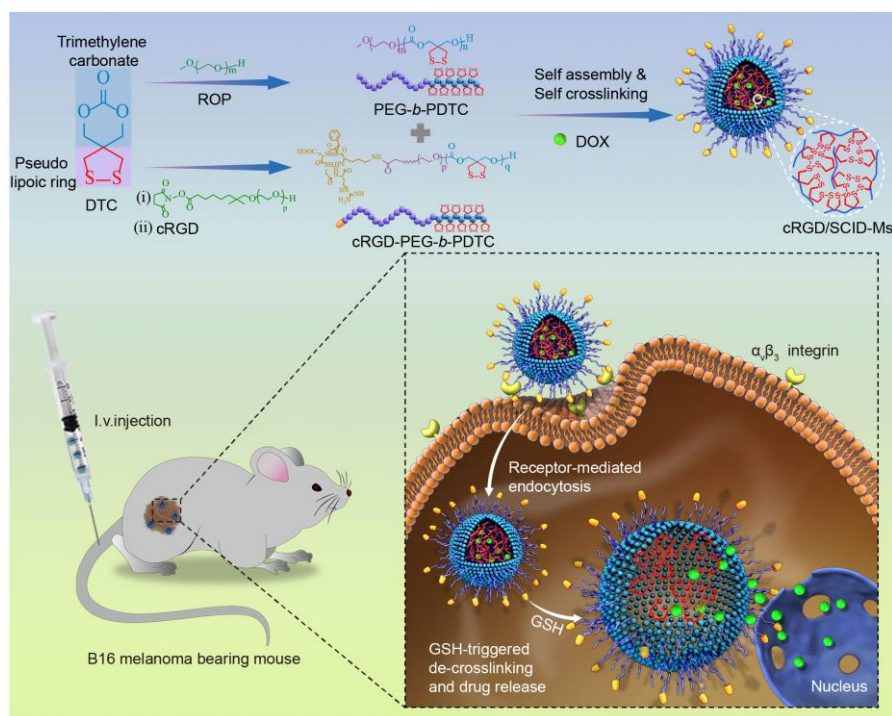 Trimethylene
carbonate
Pseudo
lipoic ring
DTC
ROP
(i)
(ii) cRGD
PEG-b-PDTC
cRGD-PEG-b-PDTC
Self assembly &
Self crosslinking
DOX
cRGD/SCID-Ms
I.v.injection
B16 melanoma bearing mouse
αvβ3 integrin
Receptor-mediated
endocytosis
GSH
GSH-triggered
de-crosslinking
and drug release
Nucleus